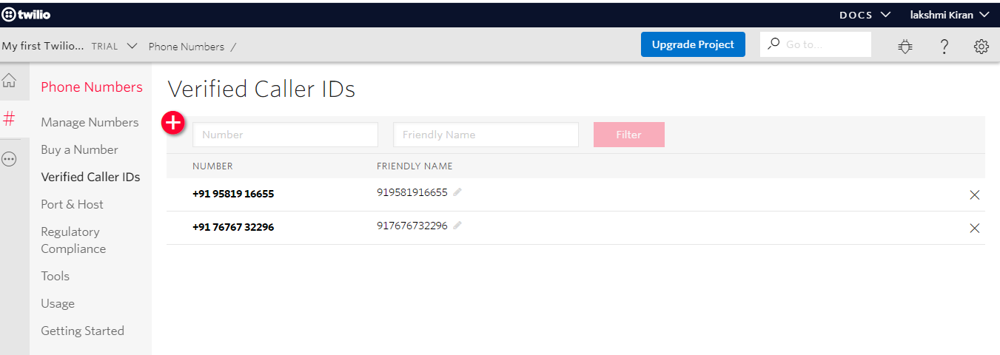 twilio DOCS lakshmi Kiran
My first Twilio... TRIAL Phone Numbers / Upgrade Project Go to... ?
Phone Numbers
Verified Caller IDs
#
Manage Numbers
+ Number Friendly Name Filter
Buy a Number
NUMBER FRIENDLY NAME
Verified Caller IDs
+91 95819 16655 919581916655
Port & Host
+91 76767 32296 917676732296
Regulatory
Compliance
Tools
Usage
Getting Started